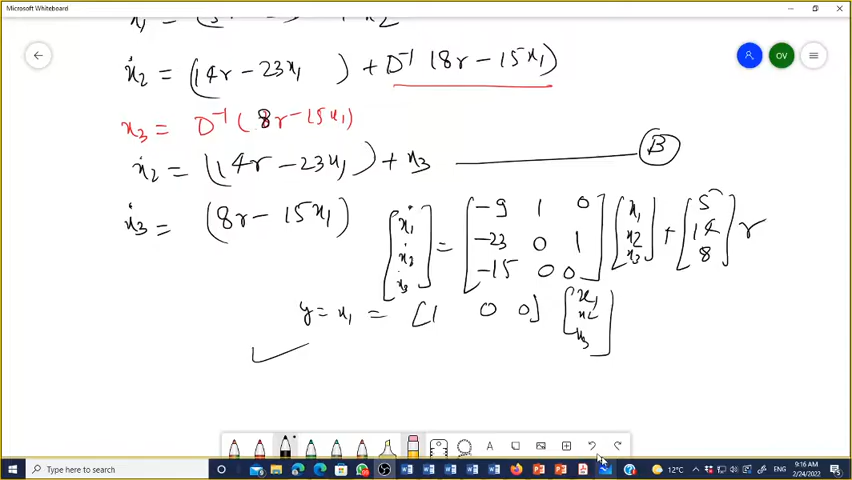 Microsoft Whiteboard
OV
ẋ₂ = (14r − 23x₁ ) + D⁻¹ (8r − 15x₁)
x₃ = D⁻¹ (8r − 15x₁)
ẋ₂ = (14r − 23x₁) + x₃ ——— (B)
ẋ₃ = (8r − 15x₁)
[ẋ₁ ẋ₂ ẋ₃] = [−9 1 0; −23 0 1; −15 0 0] [x₁ x₂ x₃] + [5 14 8] r
y = x₁ = [1 0 0] [x₁ x₂ x₃]
Type here to search
12°C
9:16 AM
2/24/2022